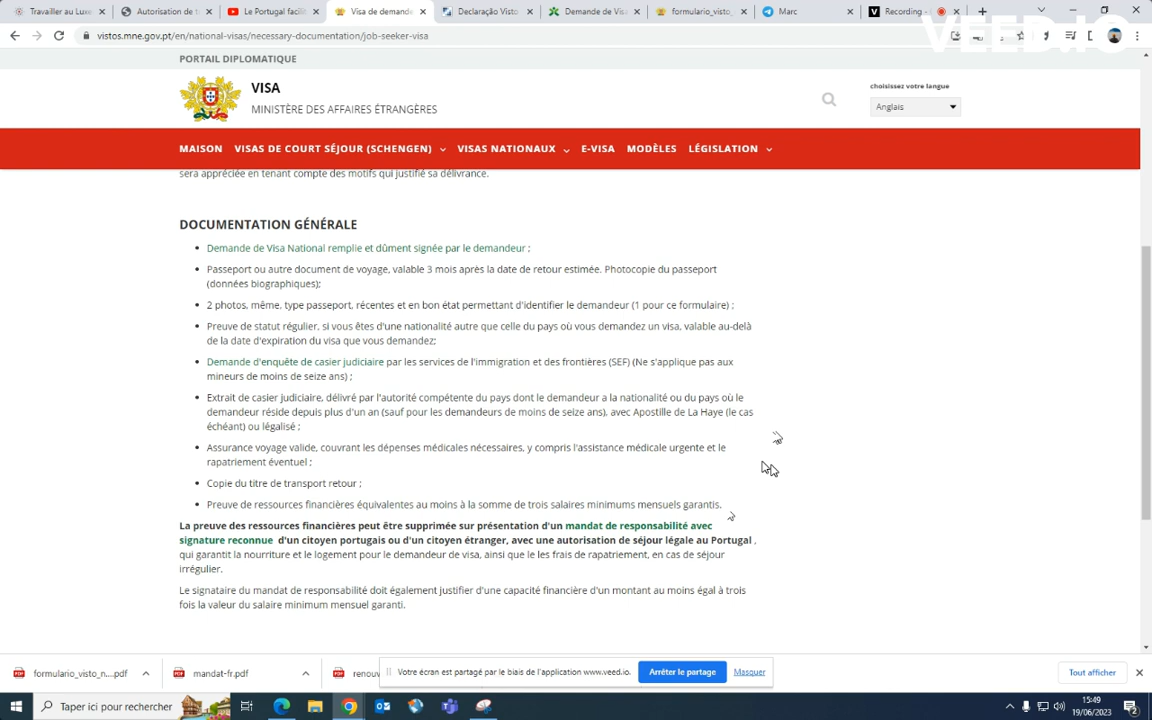 Travailler au Luxe
Autorisation de t
Le Portugal facili
Visa de demande
Declaração Visto
Demande de Visa
formulario_visto_
Marc
Recording -
vistos.mne.gov.pt/en/national-visas/necessary-documentation/job-seeker-visa
VEED.IO
PORTAIL DIPLOMATIQUE
VISA
MINISTÈRE DES AFFAIRES ÉTRANGÈRES
choisissez votre langue
Anglais
MAISON VISAS DE COURT SÉJOUR (SCHENGEN) VISAS NATIONAUX E-VISA MODÈLES LÉGISLATION
sera appréciée en tenant compte des motifs qui justifié sa délivrance.
DOCUMENTATION GÉNÉRALE
• Demande de Visa National remplie et dûment signée par le demandeur ;
• Passeport ou autre document de voyage, valable 3 mois après la date de retour estimée. Photocopie du passeport
(données biographiques);
• 2 photos, même, type passeport, récentes et en bon état permettant d'identifier le demandeur (1 pour ce formulaire) ;
• Preuve de statut régulier, si vous êtes d'une nationalité autre que celle du pays où vous demandez un visa, valable au-delà
de la date d'expiration du visa que vous demandez;
• Demande d'enquête de casier judiciaire par les services de l'immigration et des frontières (SEF) (Ne s'applique pas aux
mineurs de moins de seize ans) ;
• Extrait de casier judiciaire, délivré par l'autorité compétente du pays dont le demandeur a la nationalité ou du pays où le
demandeur réside depuis plus d'un an (sauf pour les demandeurs de moins de seize ans), avec Apostille de La Haye (le cas
échéant) ou légalisé ;
• Assurance voyage valide, couvrant les dépenses médicales nécessaires, y compris l'assistance médicale urgente et le
rapatriement éventuel ;
• Copie du titre de transport retour ;
• Preuve de ressources financières équivalentes au moins à la somme de trois salaires minimums mensuels garantis.
La preuve des ressources financières peut être supprimée sur présentation d'un mandat de responsabilité avec
signature reconnue d'un citoyen portugais ou d'un citoyen étranger, avec une autorisation de séjour légale au Portugal ,
qui garantit la nourriture et le logement pour le demandeur de visa, ainsi que le les frais de rapatriement, en cas de séjour
irrégulier.
Le signataire du mandat de responsabilité doit également justifier d'une capacité financière d'un montant au moins égal à trois
fois la valeur du salaire minimum mensuel garanti.
formulario_visto_n....pdf
mandat-fr.pdf
renouv
Votre écran est partagé par le biais de l'application www.veed.io.
Arrêter le partage
Masquer
Tout afficher
Taper ici pour rechercher
15:49
19/06/2023